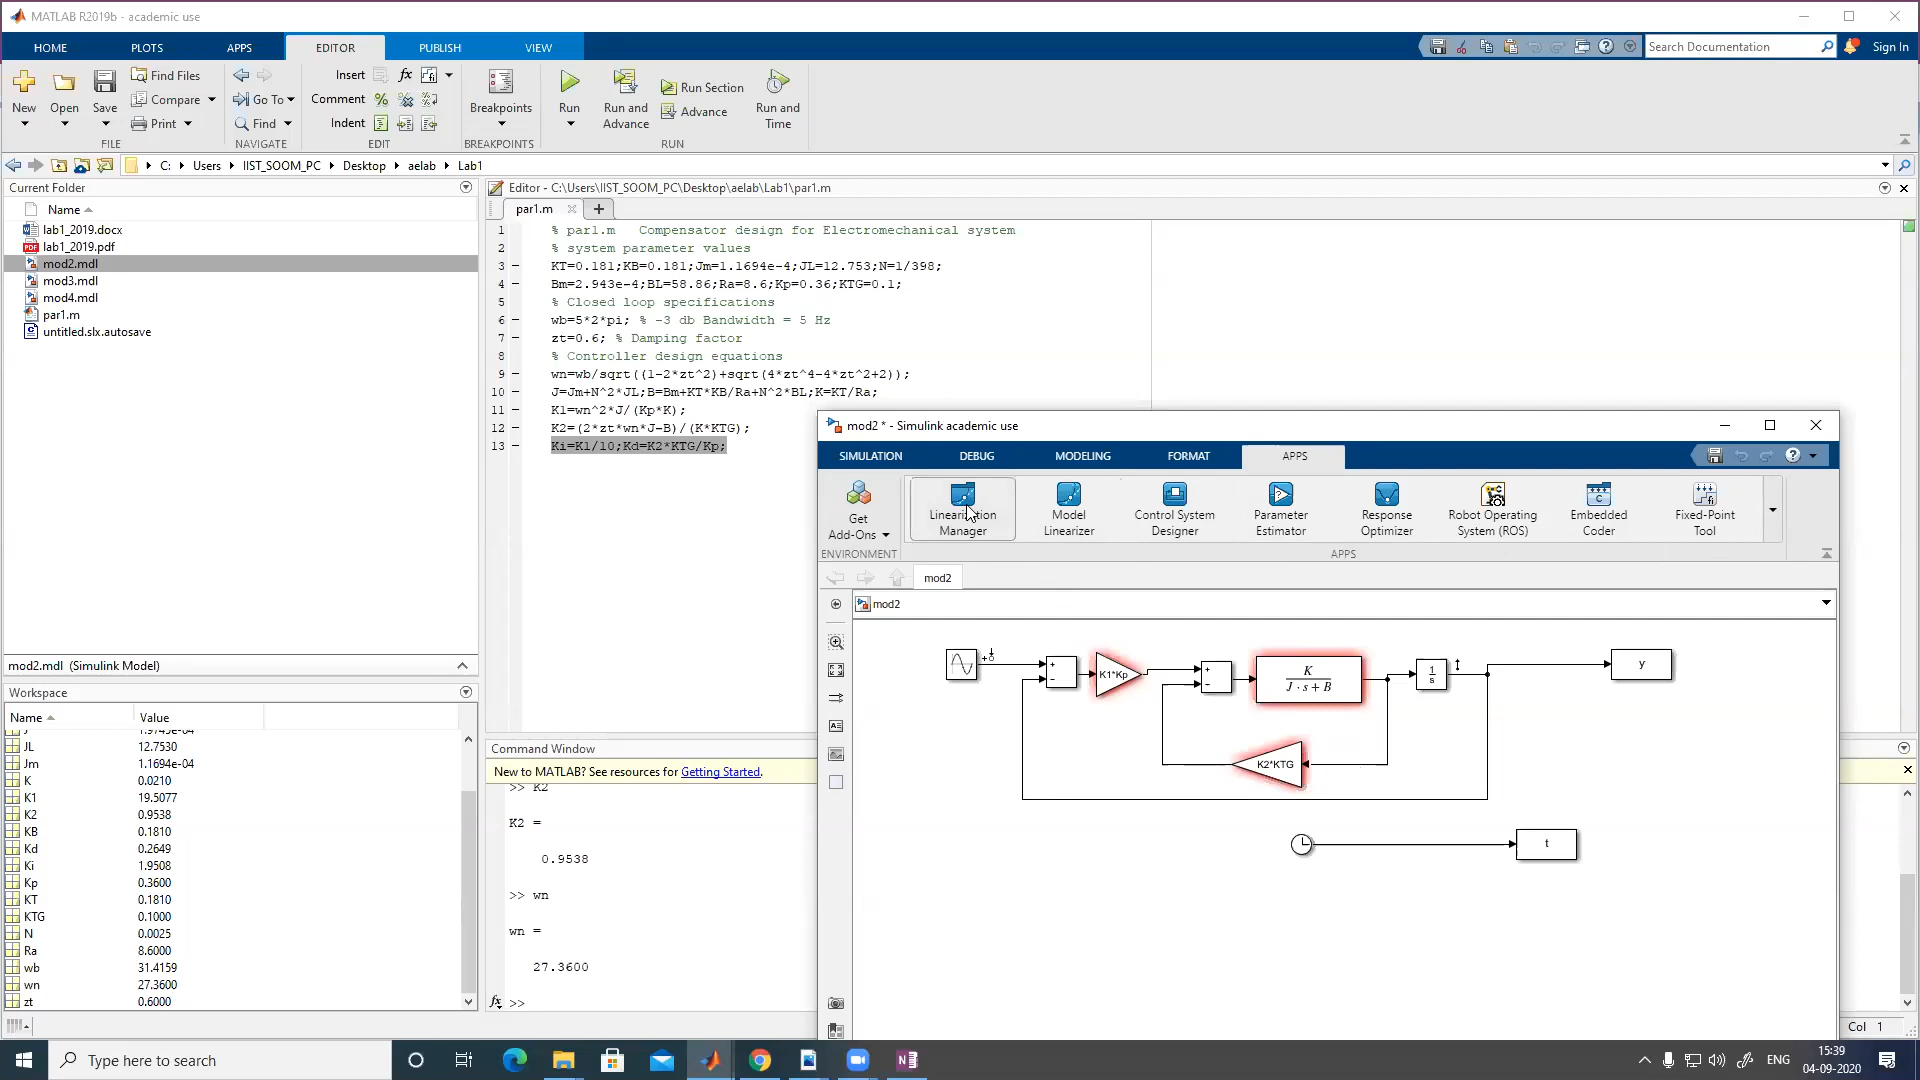 MATLAB R2019b - academic use
HOME PLOTS APPS EDITOR PUBLISH VIEW
Search Documentation Sign In
New Open Save Find Files Compare Print FILE
Go To Find NAVIGATE
Insert fx Comment Indent EDIT
Breakpoints BREAKPOINTS
Run Run and Advance Run Section Advance Run and Time RUN
C: Users IIST_SOOM_PC Desktop aelab Lab1
Current Folder
Name
lab1_2019.docx
lab1_2019.pdf
mod2.mdl
mod3.mdl
mod4.mdl
par1.m
untitled.slx.autosave
mod2.mdl (Simulink Model)
Editor - C:\Users\IIST_SOOM_PC\Desktop\aelab\Lab1\par1.m
par1.m
1 % par1.m Compensator design for Electromechanical system
2 % system parameter values
3 KT=0.181;KB=0.181;Jm=1.1694e-4;JL=12.753;N=1/398;
4 Bm=2.943e-4;BL=58.86;Ra=8.6;Kp=0.36;KTG=0.1;
5 % Closed loop specifications
6 wb=5*2*pi; % -3 db Bandwidth = 5 Hz
7 zt=0.6; % Damping factor
8 % Controller design equations
9 wn=wb/sqrt((1-2*zt^2)+sqrt(4*zt^4-4*zt^2+2));
10 J=Jm+N^2*JL;B=Bm+KT*KB/Ra+N^2*BL;K=KT/Ra;
11 K1=wn^2*J/(Kp*K);
12 K2=(2*zt*wn*J-B)/(K*KTG);
13 Ki=K1/10;Kd=K2*KTG/Kp;
Workspace
Name Value
JL 12.7530
Jm 1.1694e-04
K 0.0210
K1 19.5077
K2 0.9538
KB 0.1810
Kd 0.2649
Ki 1.9508
Kp 0.3600
KT 0.1810
KTG 0.1000
N 0.0025
Ra 8.6000
wb 31.4159
wn 27.3600
zt 0.6000
Command Window
New to MATLAB? See resources for Getting Started.
>> K2
K2 =
0.9538
>> wn
wn =
27.3600
fx >>
mod2 * - Simulink academic use
SIMULATION DEBUG MODELING FORMAT APPS
Get Add-Ons
Linearization Manager
Model Linearizer
Control System Designer
Parameter Estimator
Response Optimizer
Robot Operating System (ROS)
Embedded Coder
Fixed-Point Tool
ENVIRONMENT APPS
mod2
mod2
K1*Kp
K
J·s+B
1
s
y
K2*KTG
t
Col 1
Type here to search
ENG
15:39
04-09-2020